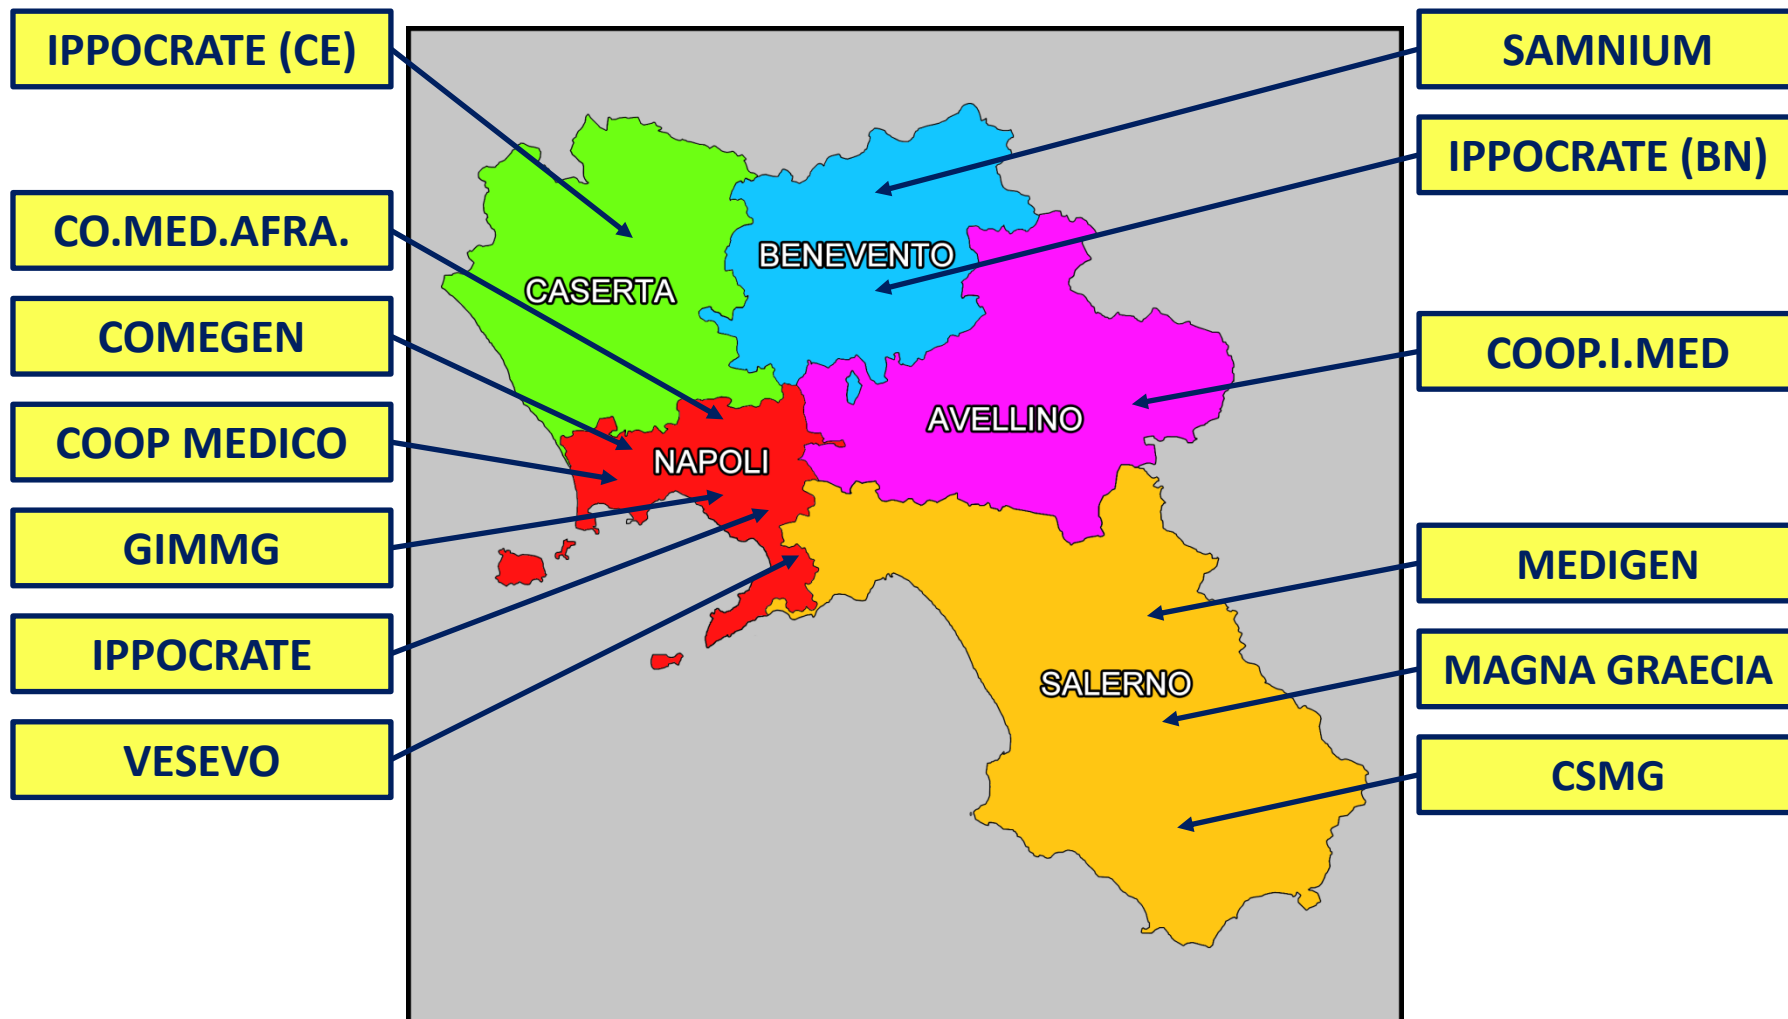 IPPOCRATE (CE)
CO.MED.AFRA.
COMEGEN
COOP MEDICO
GIMMG
IPPOCRATE
VESEVO
CASERTA
BENEVENTO
AVELLINO
NAPOLI
SALERNO
SAMNIUM
IPPOCRATE (BN)
COOP.I.MED
MEDIGEN
MAGNA GRAECIA
CSMG